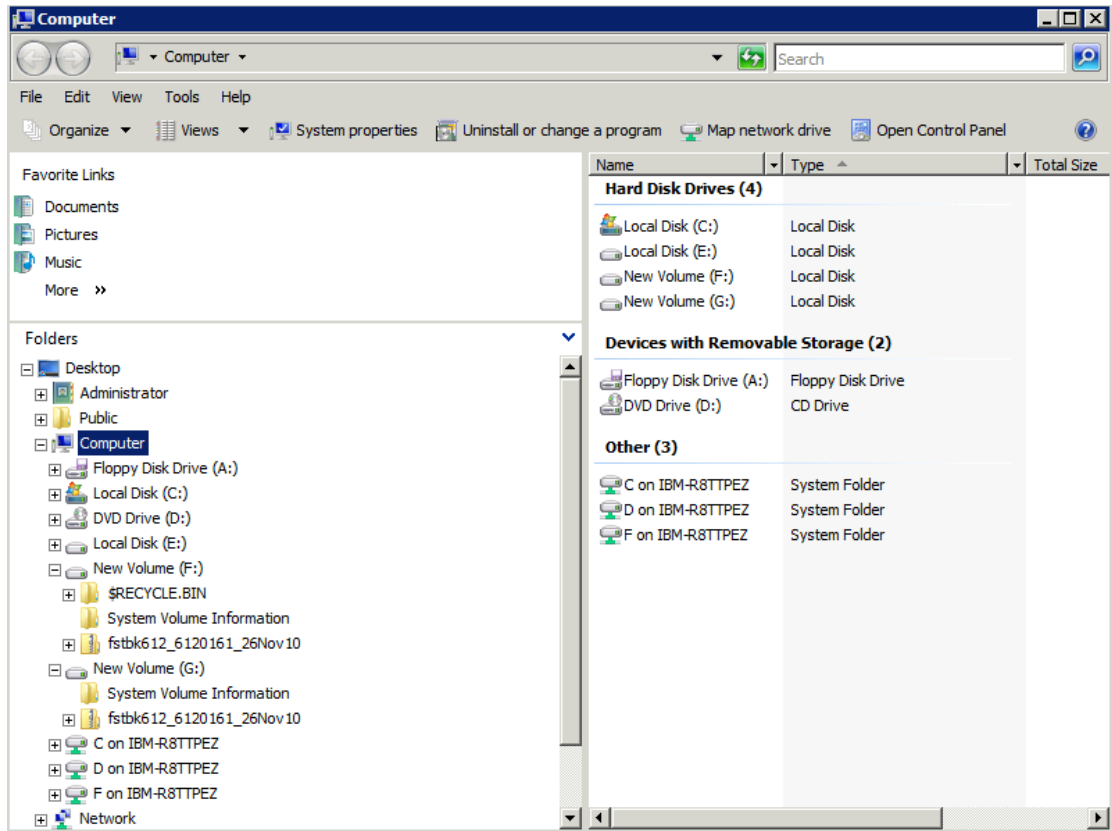 Computer
Computer
Search
File Edit View Tools Help
Organize Views System properties Uninstall or change a program Map network drive Open Control Panel
Favorite Links
Documents
Pictures
Music
More »
Folders
Desktop
Administrator
Public
Computer
Floppy Disk Drive (A:)
Local Disk (C:)
DVD Drive (D:)
Local Disk (E:)
New Volume (F:)
$RECYCLE.BIN
System Volume Information
fstbk612_6120161_26Nov10
New Volume (G:)
System Volume Information
fstbk612_6120161_26Nov10
C on IBM-R8TTPEZ
D on IBM-R8TTPEZ
F on IBM-R8TTPEZ
Network
Name Type Total Size
Hard Disk Drives (4)
Local Disk (C:) Local Disk
Local Disk (E:) Local Disk
New Volume (F:) Local Disk
New Volume (G:) Local Disk
Devices with Removable Storage (2)
Floppy Disk Drive (A:) Floppy Disk Drive
DVD Drive (D:) CD Drive
Other (3)
C on IBM-R8TTPEZ System Folder
D on IBM-R8TTPEZ System Folder
F on IBM-R8TTPEZ System Folder